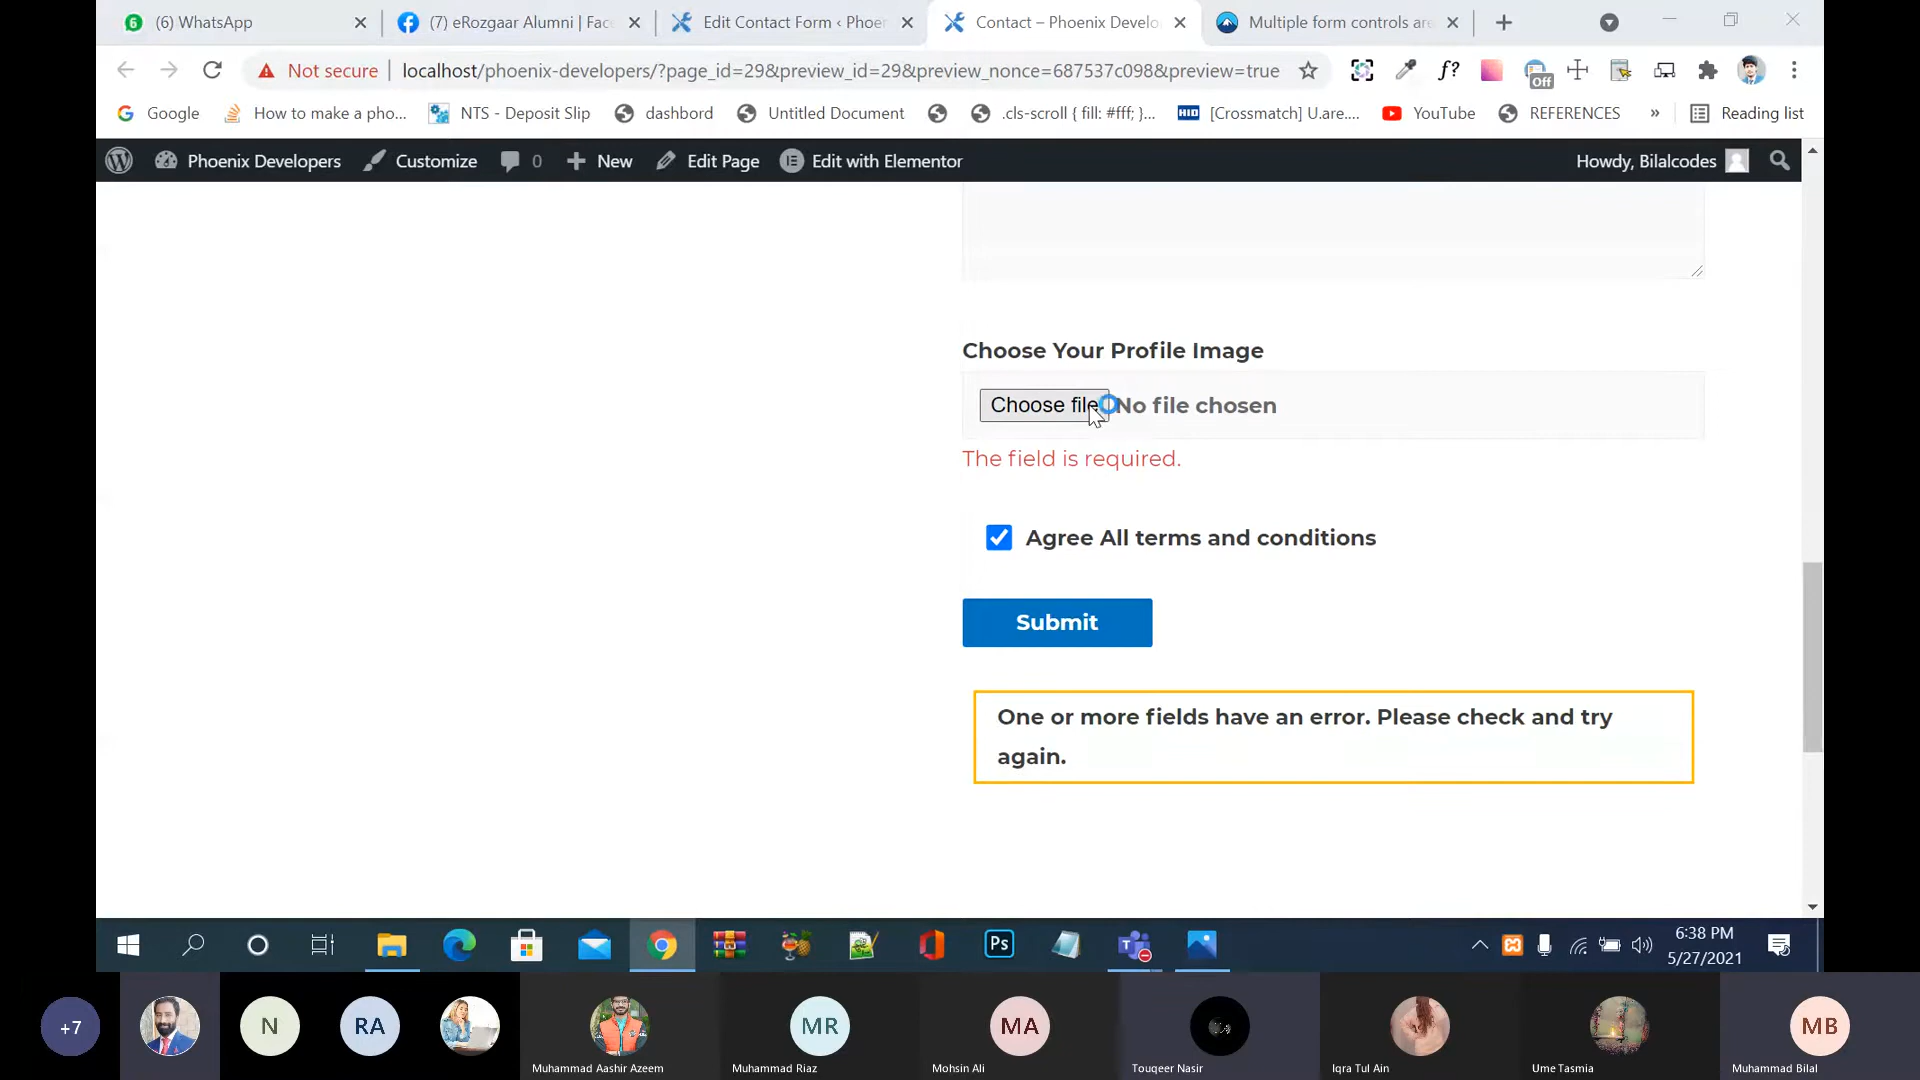 (6) WhatsApp
(7) eRozgaar Alumni | Fac
Edit Contact Form ‹ Phoen
Contact – Phoenix Develo
Multiple form controls are
Not secure
localhost/phoenix-developers/?page_id=29&preview_id=29&preview_nonce=687537c098&preview=true
f?
Off
Google
How to make a pho...
NTS - Deposit Slip
dashbord
Untitled Document
.cls-scroll { fill: #fff; }...
HID
[Crossmatch] U.are....
YouTube
REFERENCES
»
Reading list
Phoenix Developers
Customize
0
New
Edit Page
Edit with Elementor
Howdy, Bilalcodes
Choose Your Profile Image
Choose file
No file chosen
The field is required.
Agree All terms and conditions
Submit
One or more fields have an error. Please check and try
again.
Ps
6:38 PM
5/27/2021
+7
N
RA
MR
MA
MB
Muhammad Aashir Azeem
Muhammad Riaz
Mohsin Ali
Touqeer Nasir
Iqra Tul Ain
Ume Tasmia
Muhammad Bilal